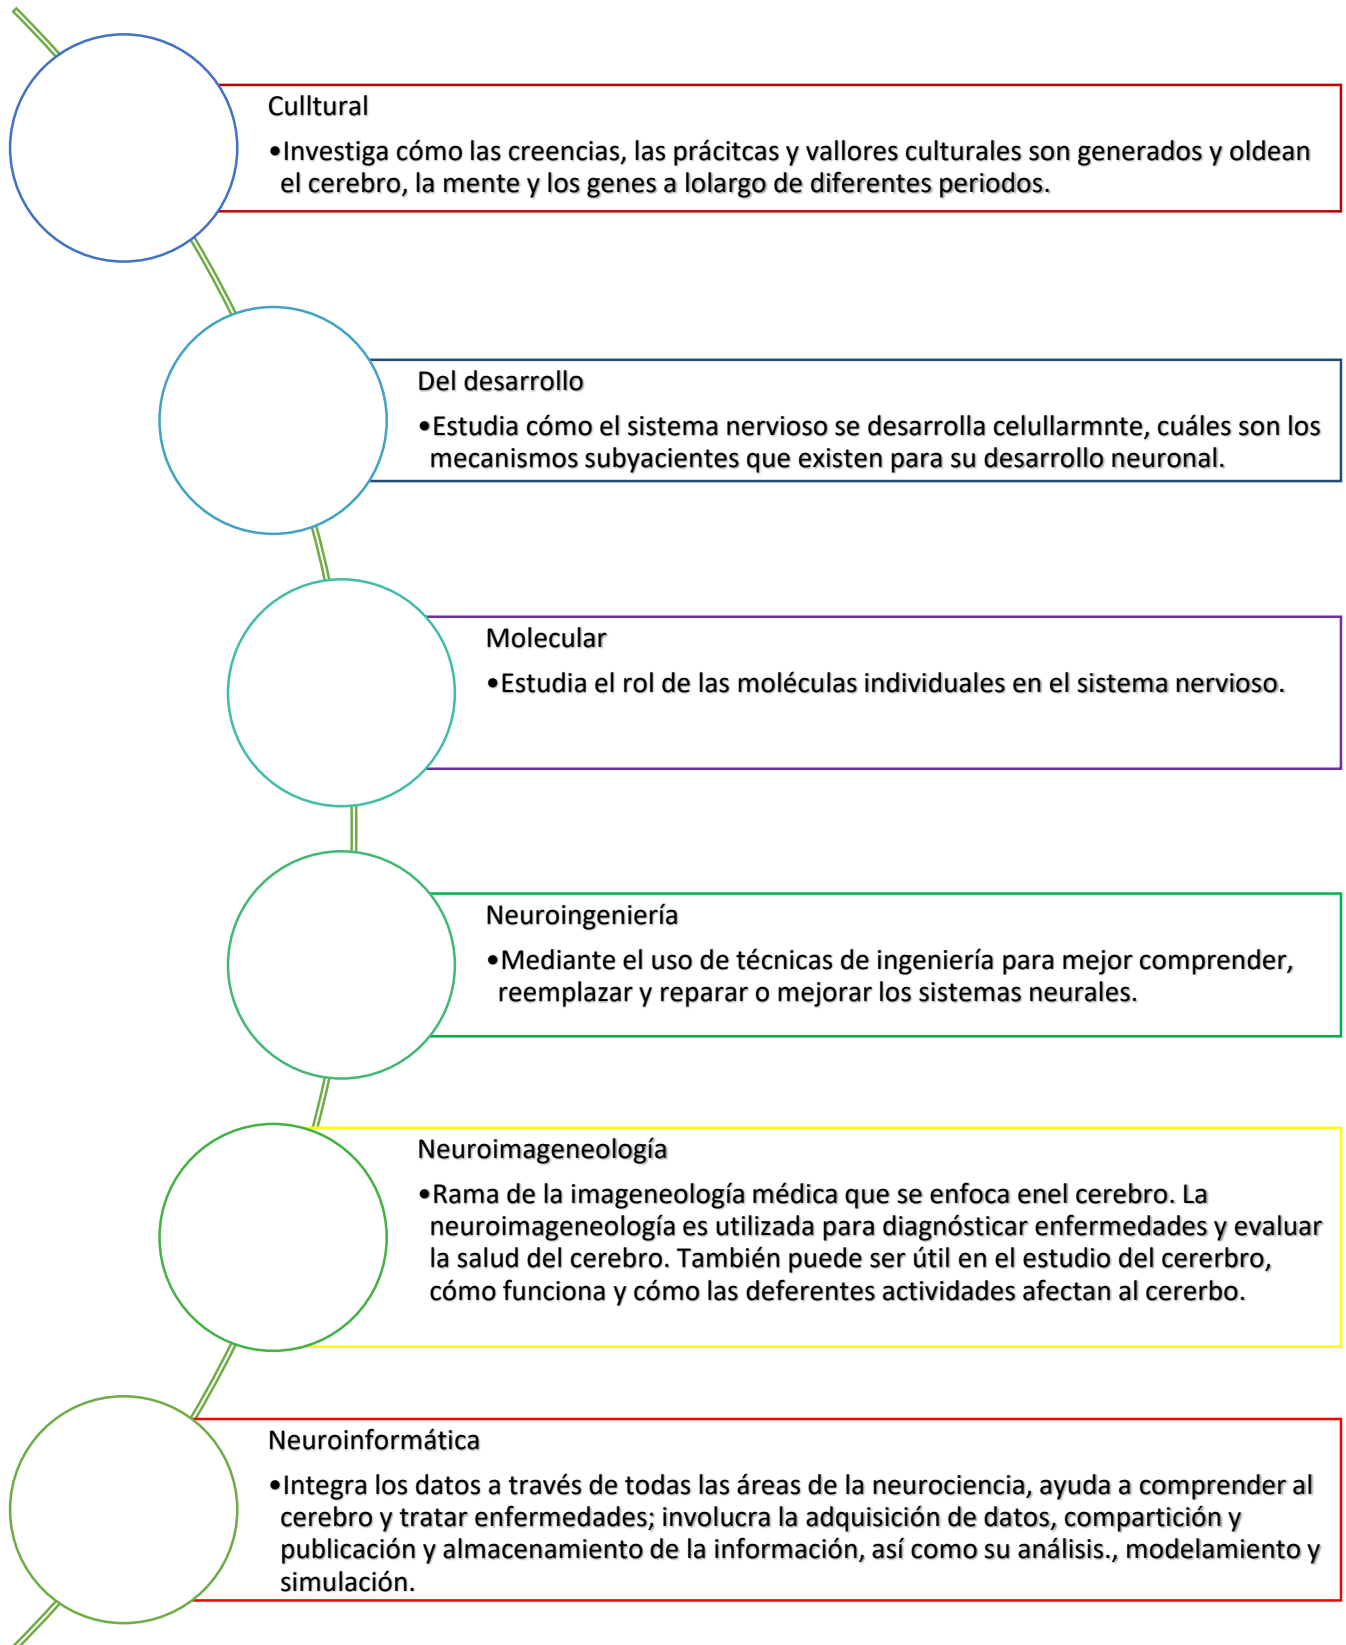 Culltural
•Investiga cómo las creencias, las prácitcas y vallores culturales son generados y oldean
el cerebro, la mente y los genes a lolargo de diferentes periodos.
Del desarrollo
•Estudia cómo el sistema nervioso se desarrolla celullarmnte, cuáles son los
mecanismos subyacientes que existen para su desarrollo neuronal.
Molecular
•Estudia el rol de las moléculas individuales en el sistema nervioso.
Neuroingeniería
•Mediante el uso de técnicas de ingeniería para mejor comprender,
reemplazar y reparar o mejorar los sistemas neurales.
Neuroimageneología
•Rama de la imageneología médica que se enfoca enel cerebro. La
neuroimageneología es utilizada para diagnósticar enfermedades y evaluar
la salud del cerebro. También puede ser útil en el estudio del cererbro,
cómo funciona y cómo las deferentes actividades afectan al cererbo.
Neuroinformática
•Integra los datos a través de todas las áreas de la neurociencia, ayuda a comprender al
cerebro y tratar enfermedades; involucra la adquisición de datos, compartición y
publicación y almacenamiento de la información, así como su análisis., modelamiento y
simulación.